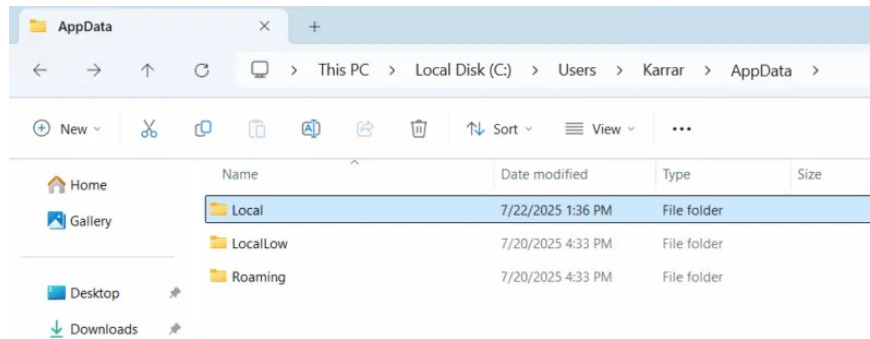 AppData
This PC > Local Disk (C:) > Users > Karrar > AppData >
New Sort View ...
Name Date modified Type Size
Home
Gallery
Local 7/22/2025 1:36 PM File folder
LocalLow 7/20/2025 4:33 PM File folder
Roaming 7/20/2025 4:33 PM File folder
Desktop
Downloads